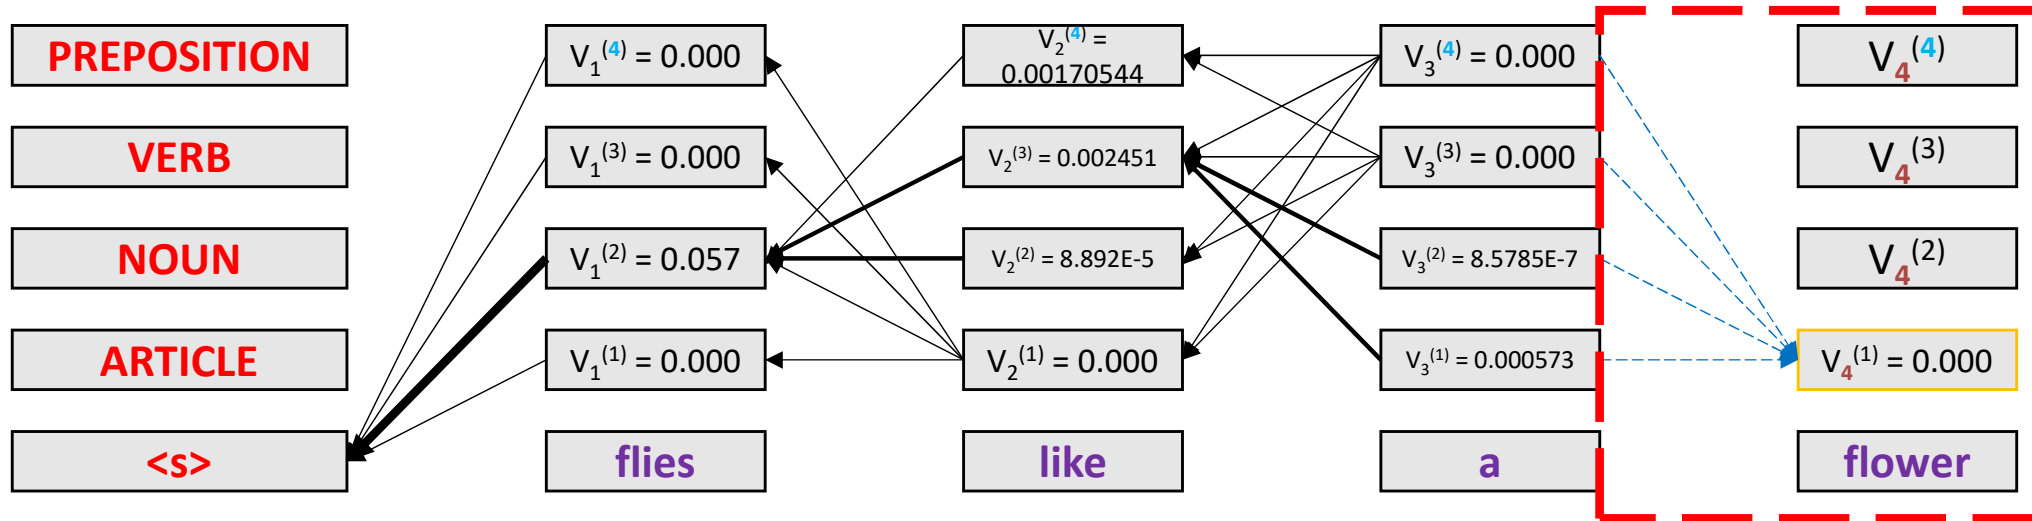 PREPOSITION
V₁⁽⁴⁾ = 0.000
V₂⁽⁴⁾ =
0.00170544
V₃⁽⁴⁾ = 0.000
V₄⁽⁴⁾
VERB
V₁⁽³⁾ = 0.000
V₂⁽³⁾ = 0.002451
V₃⁽³⁾ = 0.000
V₄⁽³⁾
NOUN
V₁⁽²⁾ = 0.057
V₂⁽²⁾ = 8.892E-5
V₃⁽²⁾ = 8.5785E-7
V₄⁽²⁾
ARTICLE
V₁⁽¹⁾ = 0.000
V₂⁽¹⁾ = 0.000
V₃⁽¹⁾ = 0.000573
V₄⁽¹⁾ = 0.000
<s>
flies
like
a
flower